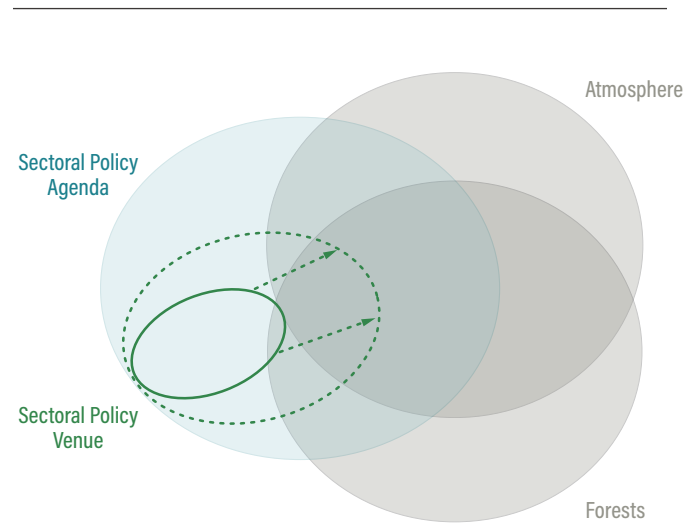 Atmosphere
Sectoral Policy
Agenda
Sectoral Policy
Venue
Forests